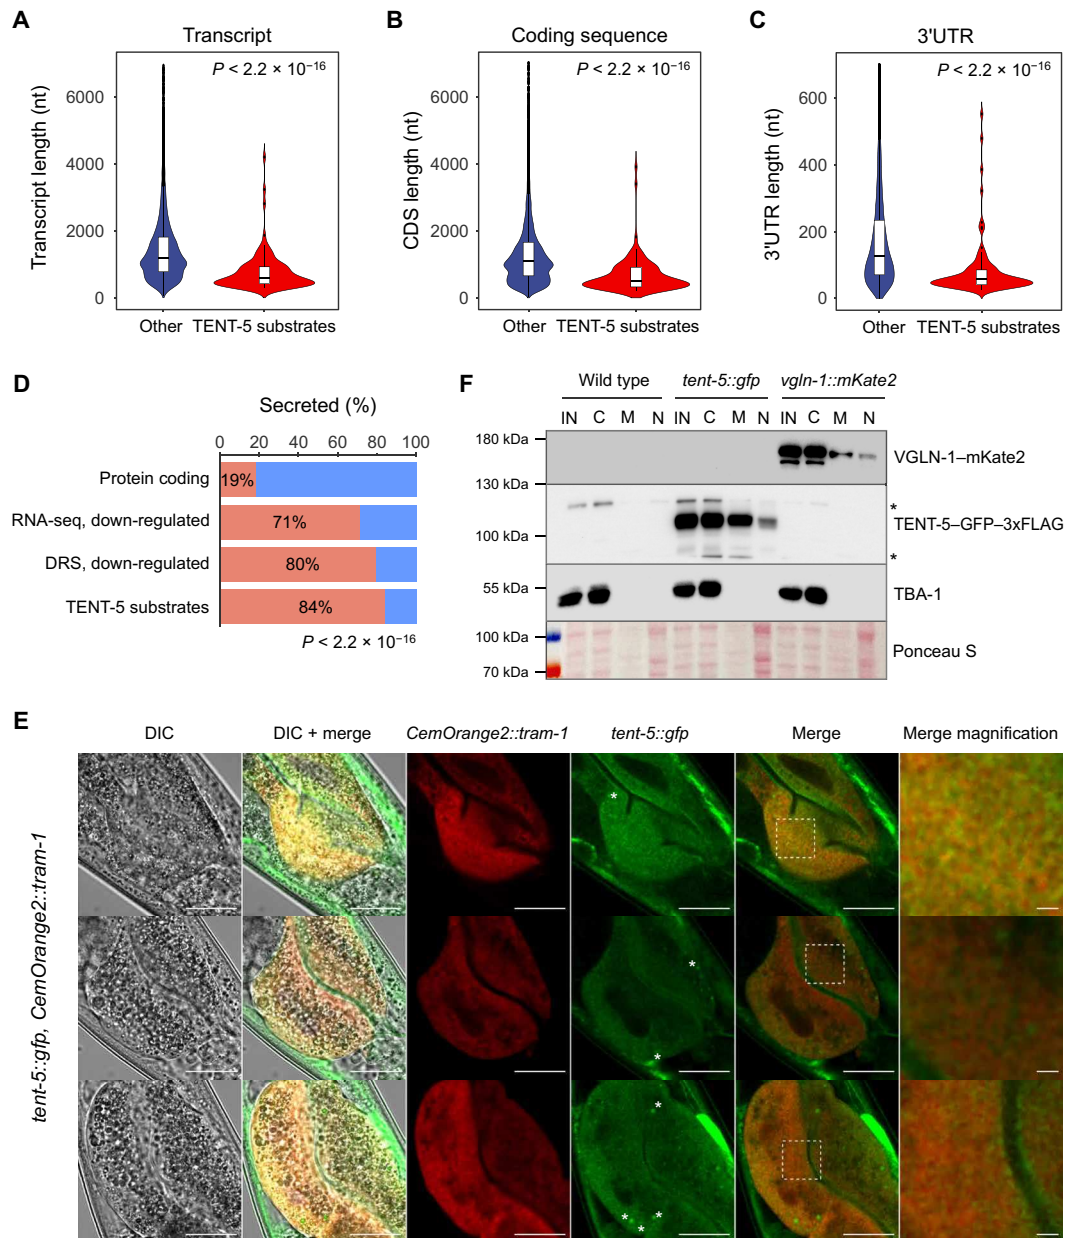 A
Transcript
P < 2.2 × 10⁻¹⁶
Transcript length (nt)
6000
4000
2000
0
Other
TENT-5 substrates
B
Coding sequence
P < 2.2 × 10⁻¹⁶
CDS length (nt)
6000
4000
2000
0
Other
TENT-5 substrates
C
3'UTR
P < 2.2 × 10⁻¹⁶
3'UTR length (nt)
600
400
200
0
Other
TENT-5 substrates
D
Secreted (%)
0 20 40 60 80 100
Protein coding 19%
RNA-seq, down-regulated 71%
DRS, down-regulated 80%
TENT-5 substrates 84%
P < 2.2 × 10⁻¹⁶
F
Wild type tent-5::gfp vgln-1::mKate2
IN C M N IN C M N IN C M N
180 kDa
VGLN-1–mKate2
130 kDa
*
TENT-5–GFP–3xFLAG
100 kDa
*
55 kDa
TBA-1
100 kDa
Ponceau S
70 kDa
E
DIC
DIC + merge
CemOrange2::tram-1
tent-5::gfp
Merge
Merge magnification
tent-5::gfp, CemOrange2::tram-1
*
*
*
*
* * *